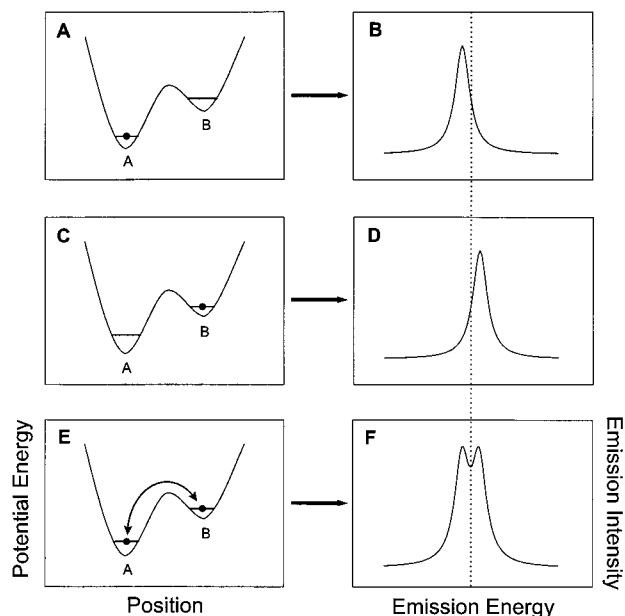 A
A
B
B
C
A
B
D
E
A
B
F
Potential Energy
Position
Emission Energy
Emission Intensity